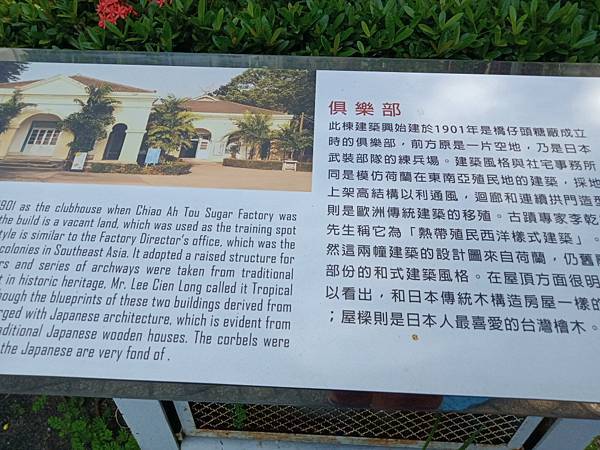 俱樂部
此棟建築興始建於1901年是橋仔頭糖廠成立
時的俱樂部，前方是一片空地，乃是日本
武裝部隊的練兵場。建築風格與社宅事務所
同是模仿荷蘭在東南亞殖民地的建築，採地
上架高結構以利通風，迴廊和連續拱門造型
則是歐洲傳統建築的移殖。古蹟專家李乾
先生稱它為「熱帶殖民西洋樣式建築」。
然這兩幢建築的設計圖來自荷蘭，仍舊
部份的和式建築風格。在屋頂方面很明
以看出，和日本傳統木構造房屋一樣的
；屋樑則是日本人最喜愛的台灣檜木。
1901 as the clubhouse when Chiao Ah Tou Sugar Factory was
the build is a vacant land, which was used as the training spot
tyle is similar to the Factory Director's office, which was the
colonies in Southeast Asia. It adopted a raised structure for
rs and series of archways were taken from traditional
t in historic heritage, Mr. Lee Cien Long called it Tropical
hough the blueprints of these two buildings derived from
rged with Japanese architecture, which is evident from
aditional Japanese wooden houses. The corbels were
the Japanese are very fond of .